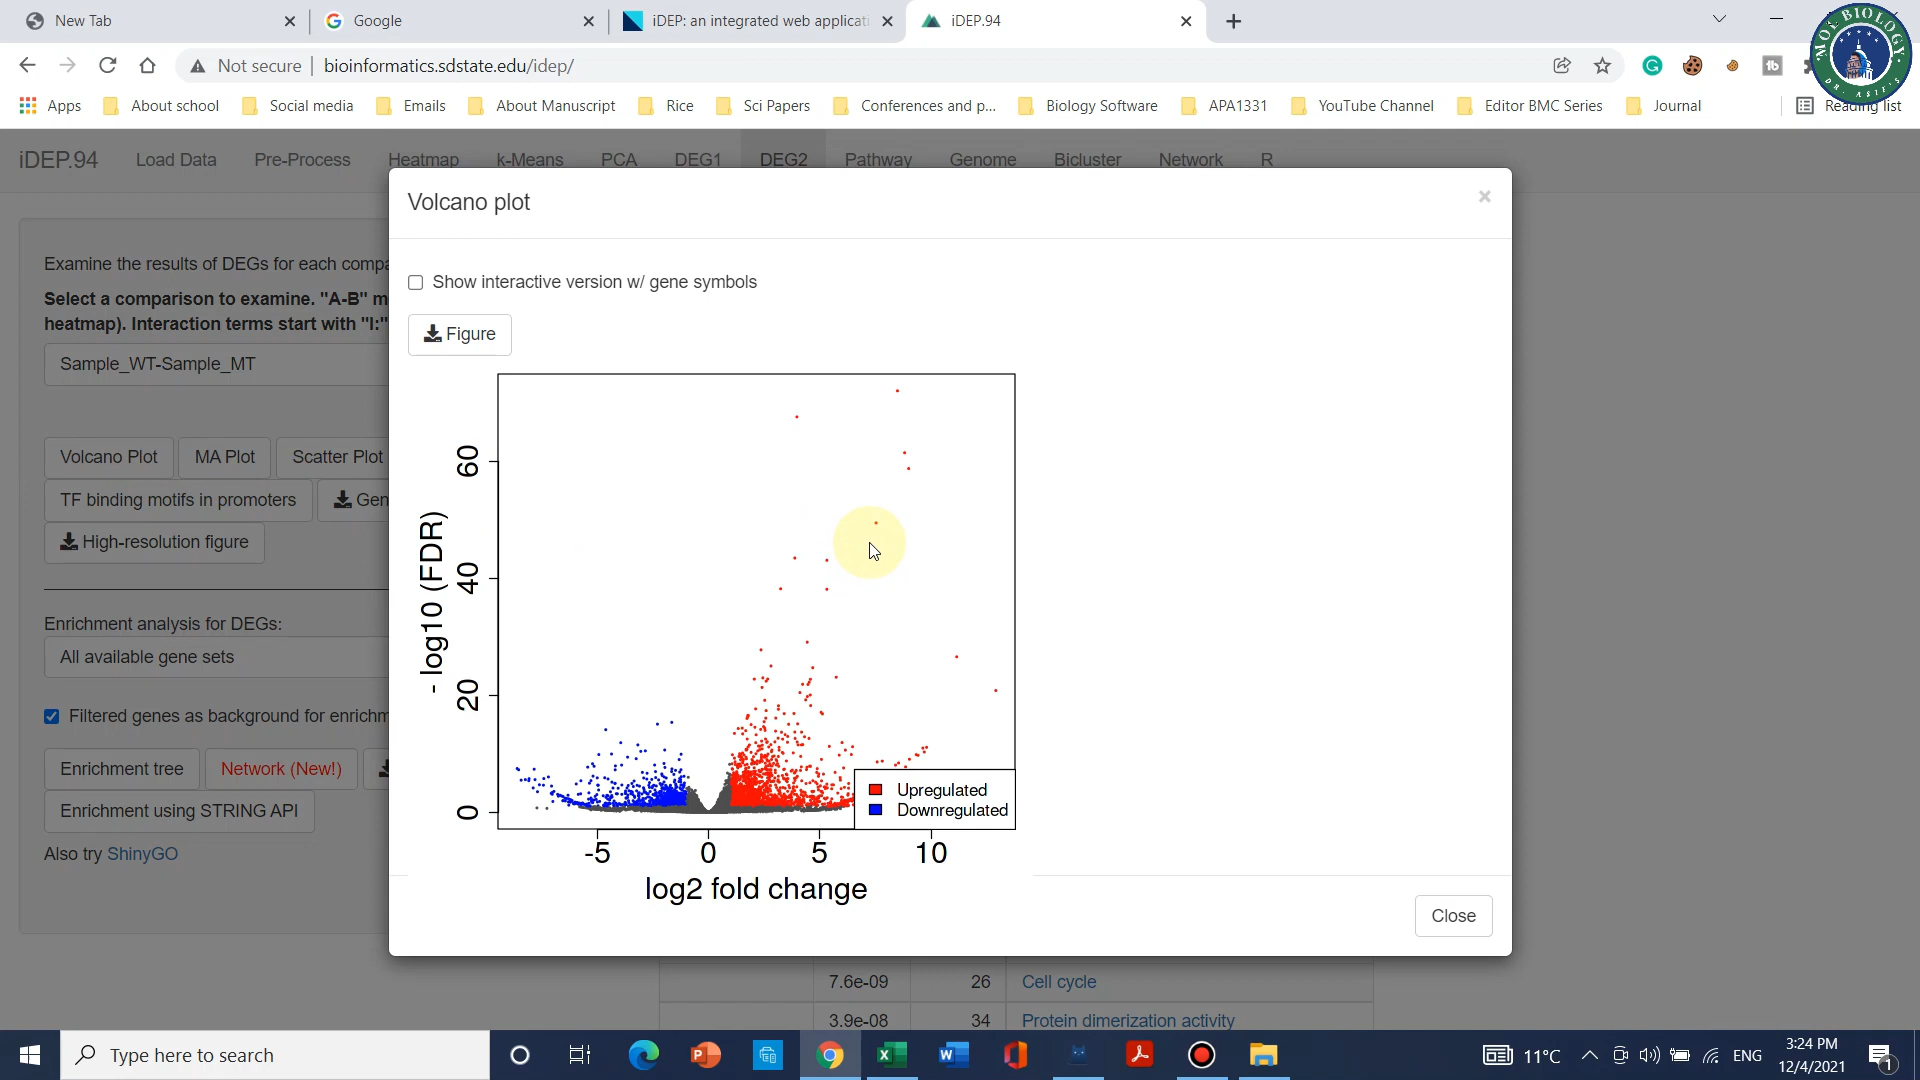 New Tab
Google
iDEP: an integrated web applicati
iDEP.94
Not secure
bioinformatics.sdstate.edu/idep/
MOV BIOLOGY
DR. ASIF'S
Apps
About school
Social media
Emails
About Manuscript
Rice
Sci Papers
Conferences and p...
Biology Software
APA1331
YouTube Channel
Editor BMC Series
Journal
Reading list
iDEP.94
Load Data
Pre-Process
Heatmap
k-Means
PCA
DEG1
DEG2
Pathway
Genome
Bicluster
Network
R
Volcano plot
×
Show interactive version w/ gene symbols
Figure
Examine the results of DEGs for each compa
Select a comparison to examine. "A-B" m
heatmap). Interaction terms start with "I:"
Sample_WT-Sample_MT
Volcano Plot
MA Plot
Scatter Plot
TF binding motifs in promoters
Gen
High-resolution figure
Enrichment analysis for DEGs:
All available gene sets
Filtered genes as background for enrichm
Enrichment tree
Network (New!)
Enrichment using STRING API
Also try ShinyGO
- log10 (FDR)
60
40
20
0
Upregulated
Downregulated
-5
0
5
10
log2 fold change
Close
7.6e-09
26
Cell cycle
3.9e-08
34
Protein dimerization activity
Type here to search
11°C
ENG
3:24 PM
12/4/2021
1